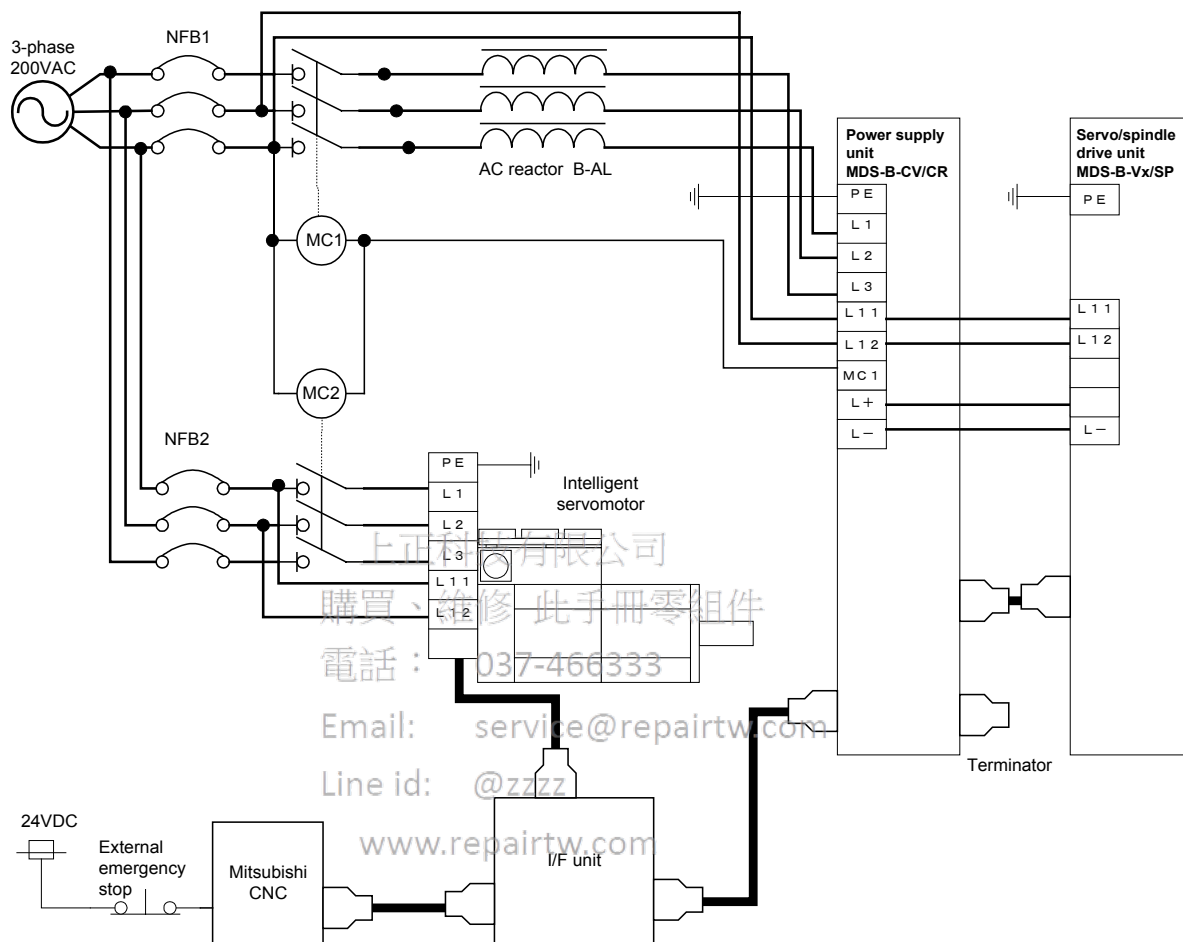 3-phase
200VAC
NFB1
AC reactor B-AL
MC1
MC2
NFB2
Power supply
unit
MDS-B-CV/CR
PE
L1
L2
L3
L11
L12
MC1
L+
L-
Servo/spindle
drive unit
MDS-B-Vx/SP
PE
L11
L12
L-
PE
L1
L2
L3
L11
L12
Intelligent
servomotor
上正科技有限公司
購買、維修 此手冊零組件
電話： 037-466333
Email: service@repairtw.com
Line id: @zzzz
www.repairtw.com
Terminator
24VDC
External
emergency
stop
Mitsubishi
CNC
I/F unit